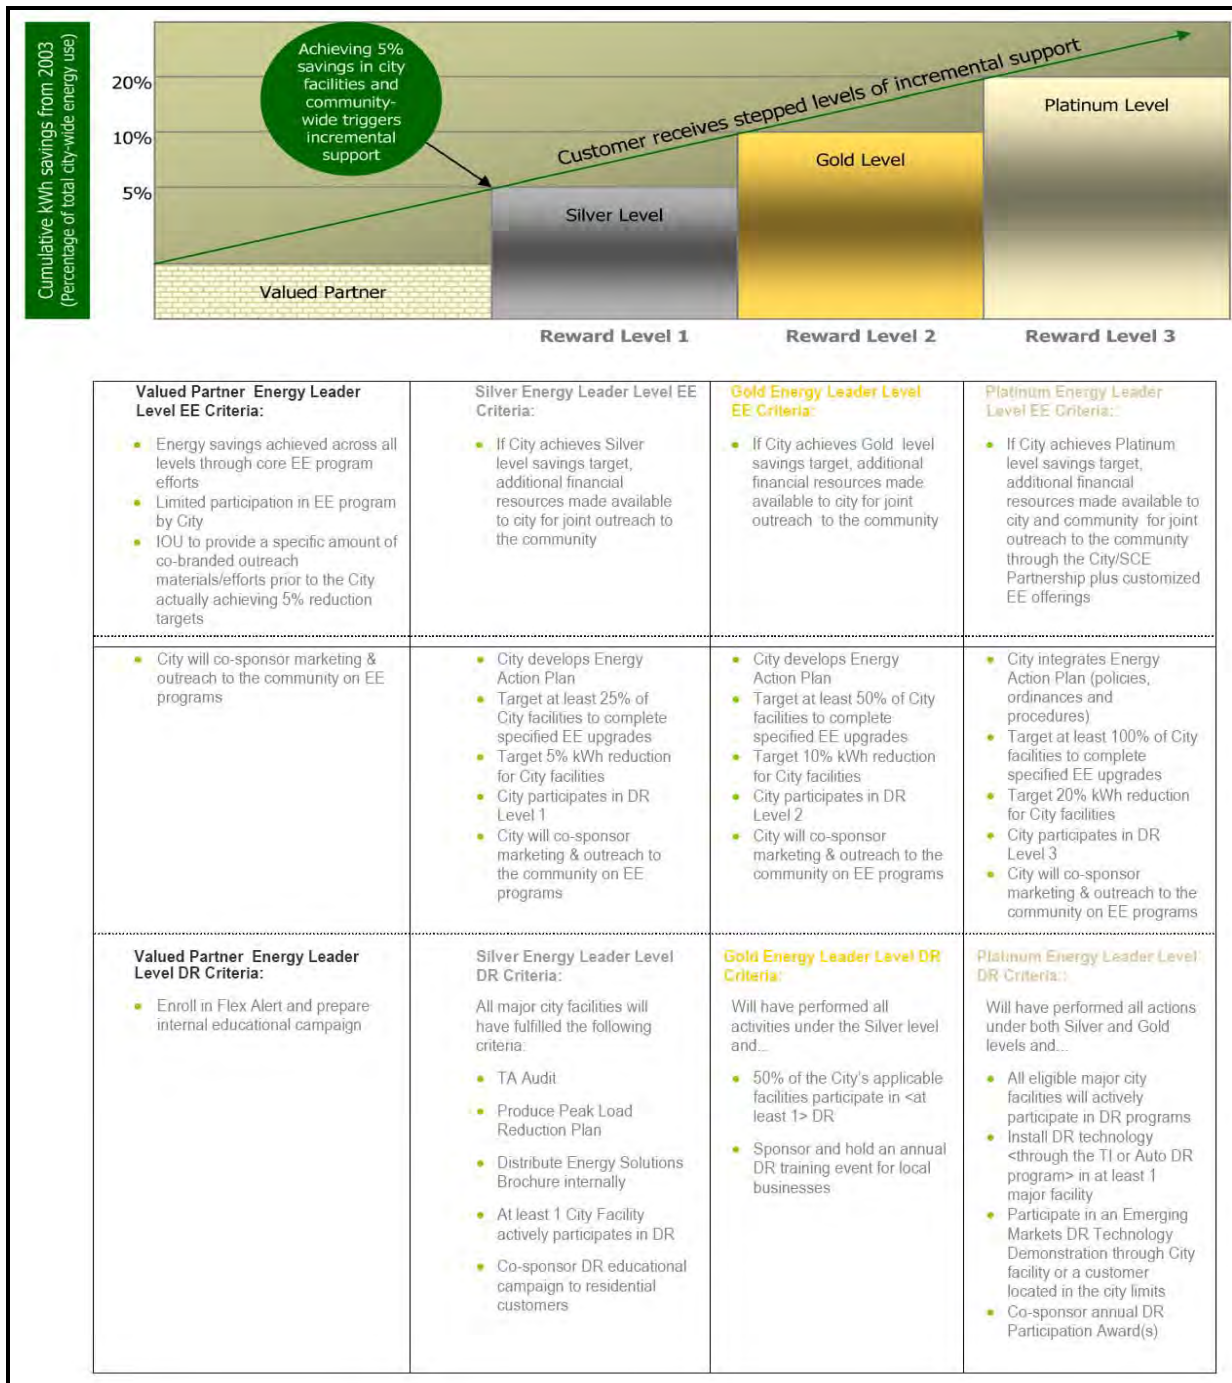 Cumulative kWh savings from 2003
(Percentage of total city-wide energy use)
20%
10%
5%
Achieving 5%
savings in city
facilities and
community-
wide triggers
incremental
support
Customer receives stepped levels of incremental support
Valued Partner
Silver Level
Gold Level
Platinum Level
Reward Level 1
Reward Level 2
Reward Level 3
Valued Partner Energy Leader
Level EE Criteria:
• Energy savings achieved across all
levels through core EE program
efforts
• Limited participation in EE program
by City
• IOU to provide a specific amount of
co-branded outreach
materials/efforts prior to the City
actually achieving 5% reduction
targets
Silver Energy Leader Level EE
Criteria:
• If City achieves Silver
level savings target,
additional financial
resources made available
to city for joint outreach to
the community
Gold Energy Leader Level
EE Criteria:
• If City achieves Gold level
savings target, additional
financial resources made
available to city for joint
outreach to the community
Platinum Energy Leader
Level EE Criteria::
• If City achieves Platinum
level savings target,
additional financial
resources made available to
city and community for joint
outreach to the community
through the City/SCE
Partnership plus customized
EE offerings
• City will co-sponsor marketing &
outreach to the community on EE
programs
• City develops Energy
Action Plan
• Target at least 25% of
City facilities to complete
specified EE upgrades
• Target 5% kWh reduction
for City facilities
• City participates in DR
Level 1
• City will co-sponsor
marketing & outreach to
the community on EE
programs
• City develops Energy
Action Plan
• Target at least 50% of City
facilities to complete
specified EE upgrades
• Target 10% kWh reduction
for City facilities
• City participates in DR
Level 2
• City will co-sponsor
marketing & outreach to the
community on EE programs
• City integrates Energy
Action Plan (policies,
ordinances and
procedures)
• Target at least 100% of City
facilities to complete
specified EE upgrades
• Target 20% kWh reduction
for City facilities
• City participates in DR
Level 3
• City will co-sponsor
marketing & outreach to the
community on EE programs
Valued Partner Energy Leader
Level DR Criteria:
• Enroll in Flex Alert and prepare
internal educational campaign
Silver Energy Leader Level
DR Criteria:
All major city facilities will
have fulfilled the following
criteria:
• TA Audit
• Produce Peak Load
Reduction Plan
• Distribute Energy Solutions
Brochure internally
• At least 1 City Facility
actively participates in DR
• Co-sponsor DR educational
campaign to residential
customers
Gold Energy Leader Level DR
Criteria:
Will have performed all
activities under the Silver level
and...
• 50% of the City's applicable
facilities participate in <at
least 1> DR
• Sponsor and hold an annual
DR training event for local
businesses
Platinum Energy Leader Level
DR Criteria::
Will have performed all actions
under both Silver and Gold
levels and...
• All eligible major city
facilities will actively
participate in DR programs
• Install DR technology
<through the TI or Auto DR
program> in at least 1
major facility
• Participate in an Emerging
Markets DR Technology
Demonstration through City
facility or a customer
located in the city limits
• Co-sponsor annual DR
Participation Award(s)